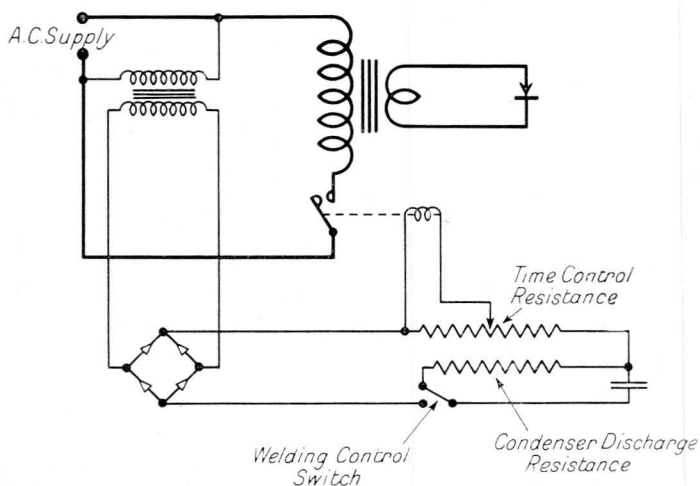 A.C. Supply
Time Control
Resistance
Welding Control
Switch
Condenser Discharge
Resistance